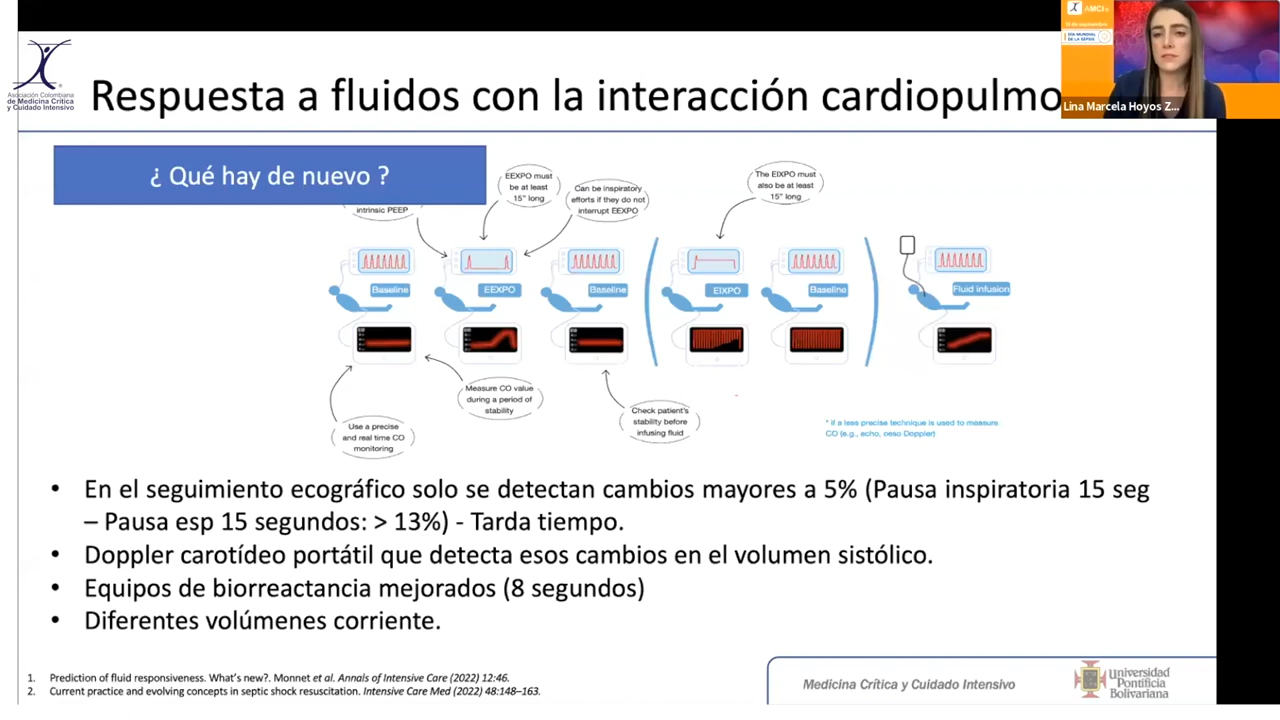 Asociación Colombiana
de Medicina Crítica
y Cuidado Intensivo
Respuesta a fluidos con la interacción cardiopulmo
AMCI
DÍA MUNDIAL
DE LA SEPSIS
Lina Marcela Hoyos Z...
¿ Qué hay de nuevo ?
intrinsic PEEP
EEXPO must
be at least
15" long
Can be inspiratory
efforts if they do not
interrupt EEXPO
The EIXPO must
also be at least
15" long
Baseline
EEXPO
Baseline
EIXPO
Baseline
Fluid infusion
Use a precise
and real time CO
monitoring
Measure CO value
during a period of
stability
Check patient's
stability before
infusing fluid
* if a less precise technique is used to measure
CO (e.g., echo, oeso Doppler)
• En el seguimiento ecográfico solo se detectan cambios mayores a 5% (Pausa inspiratoria 15 seg
– Pausa esp 15 segundos: > 13%) - Tarda tiempo.
• Doppler carotídeo portátil que detecta esos cambios en el volumen sistólico.
• Equipos de biorreactancia mejorados (8 segundos)
• Diferentes volúmenes corriente.
1. Prediction of fluid responsiveness. What's new?. Monnet et al. Annals of Intensive Care (2022) 12:46.
2. Current practice and evolving concepts in septic shock resuscitation. Intensive Care Med (2022) 48:148–163.
Medicina Crítica y Cuidado Intensivo
Universidad
Pontificia
Bolivariana